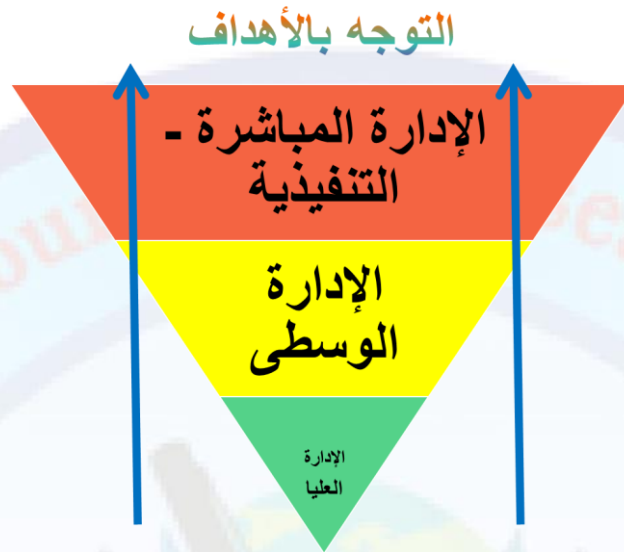 التوجه بالأهداف
الإدارة المباشرة -
التنفيذية
الإدارة
الوسطى
الإدارة
العليا